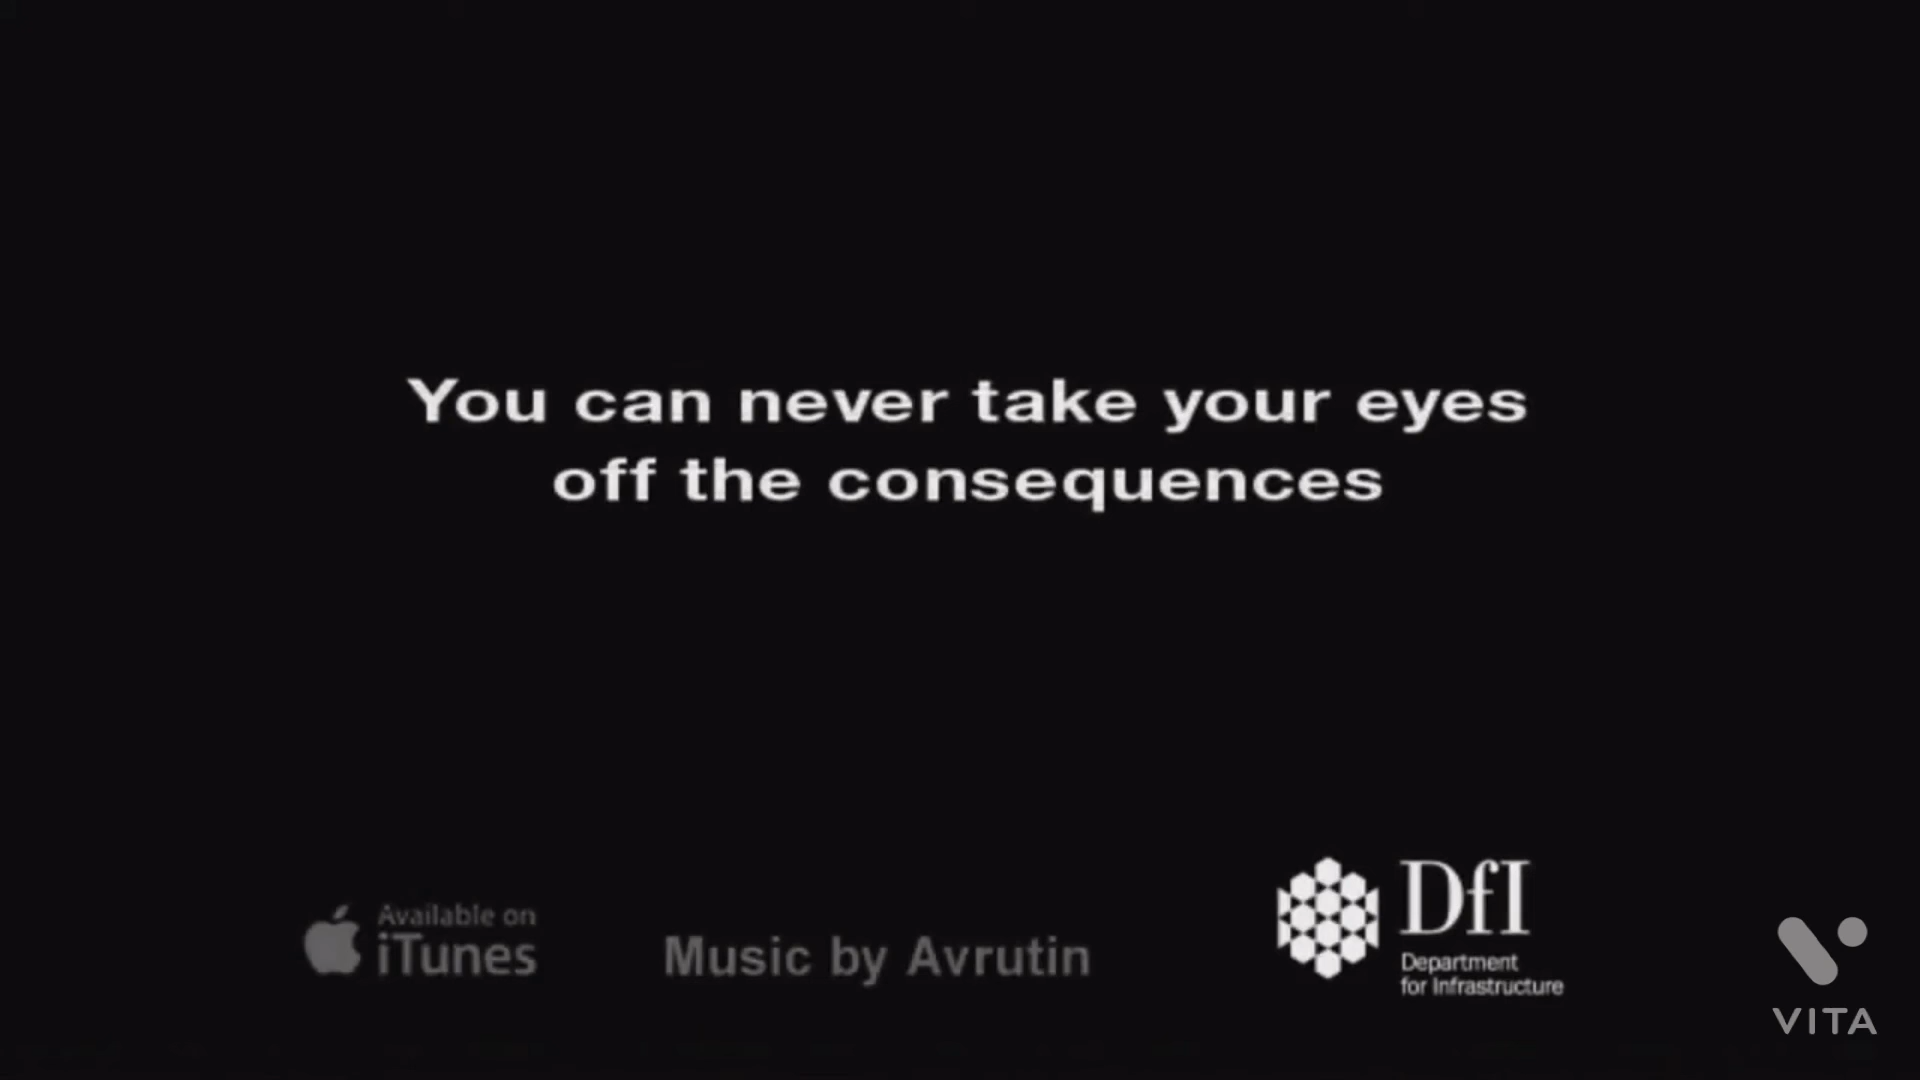 You can never take your eyes
off the consequences
Available on
iTunes
Music by Avrutin
DfI
Department
for Infrastructure
VITA